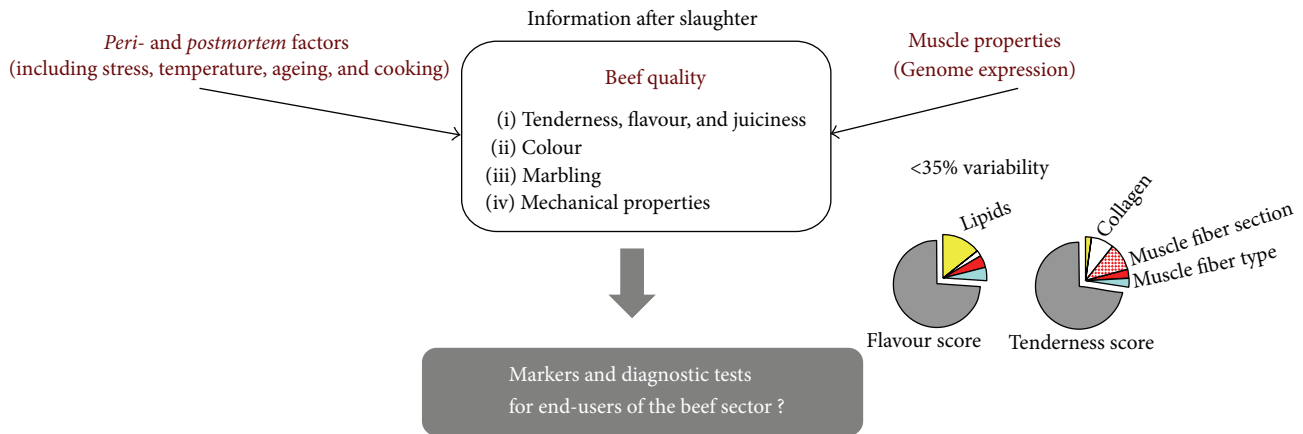 Information after slaughter
Peri- and postmortem factors
(including stress, temperature, ageing, and cooking)
Beef quality
(i) Tenderness, flavour, and juiciness
(ii) Colour
(iii) Marbling
(iv) Mechanical properties
Muscle properties
(Genome expression)
<35% variability
Lipids
Collagen
Muscle fiber section
Muscle fiber type
Flavour score
Tenderness score
Markers and diagnostic tests
for end-users of the beef sector ?